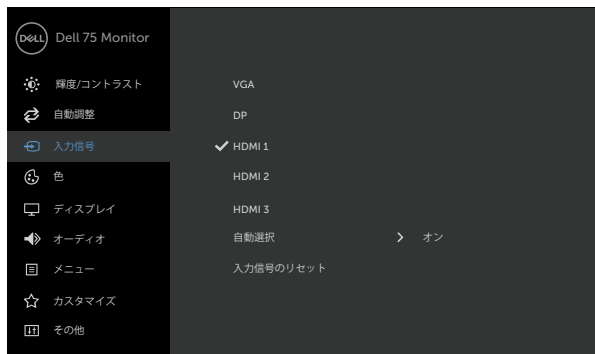 DELL Dell 75 Monitor
輝度/コントラスト VGA
自動調整 DP
入力信号 HDMI 1
色 HDMI 2
ディスプレイ HDMI 3
オーディオ 自動選択 オン
メニュー 入力信号のリセット
カスタマイズ
その他